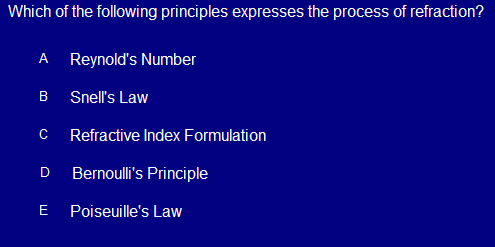 Which of the following principles expresses the process of refraction?
A Reynold's Number
B Snell's Law
C Refractive Index Formulation
D Bernoulli's Principle
E Poiseuille's Law